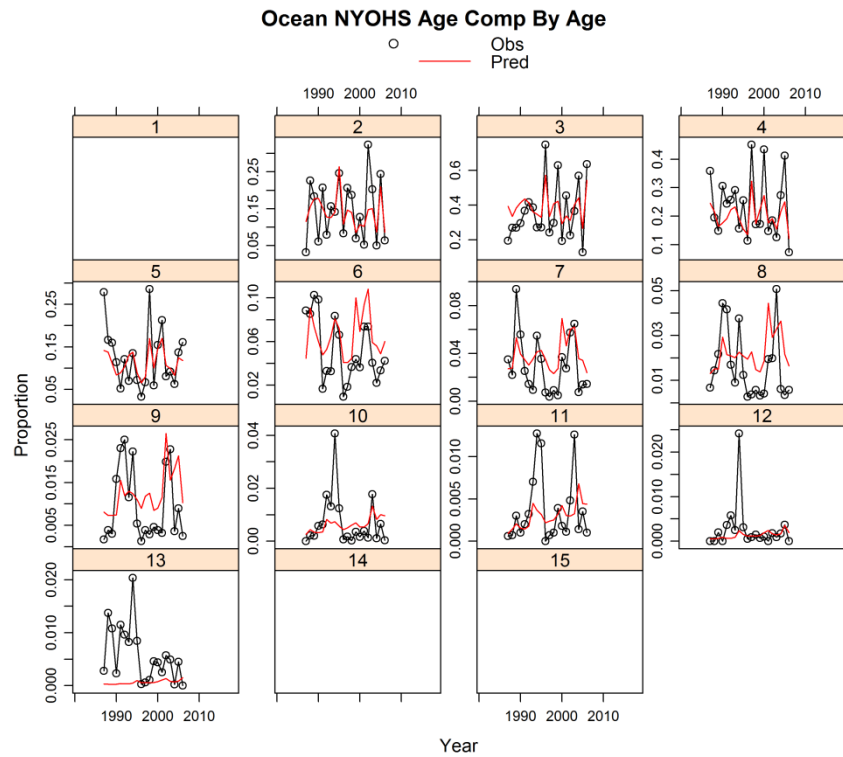 Ocean NYOHS Age Comp By Age
Obs
Pred
1990 2000 2010
1990 2000 2010
1 2 3 4
0.05 0.15 0.25
0.2 0.4 0.6
0.1 0.2 0.3 0.4
5 6 7 8
0.05 0.15 0.25
0.02 0.06 0.10
0.00 0.04 0.08
0.01 0.03 0.05
9 10 11 12
0.00 0.01 0.02
0.00 0.02 0.04
0.000 0.005 0.010
0.000 0.010 0.020
13 14 15
0.000 0.010 0.020
1990 2000 2010
1990 2000 2010
Proportion
Year